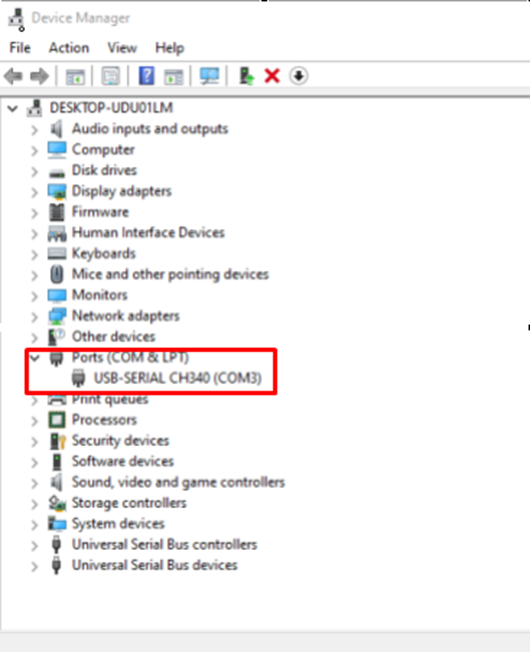 Device Manager
File Action View Help
DESKTOP-UDU01LM
Audio inputs and outputs
Computer
Disk drives
Display adapters
Firmware
Human Interface Devices
Keyboards
Mice and other pointing devices
Monitors
Network adapters
Other devices
Ports (COM & LPT)
USB-SERIAL CH340 (COM3)
Print queues
Processors
Security devices
Software devices
Sound, video and game controllers
Storage controllers
System devices
Universal Serial Bus controllers
Universal Serial Bus devices